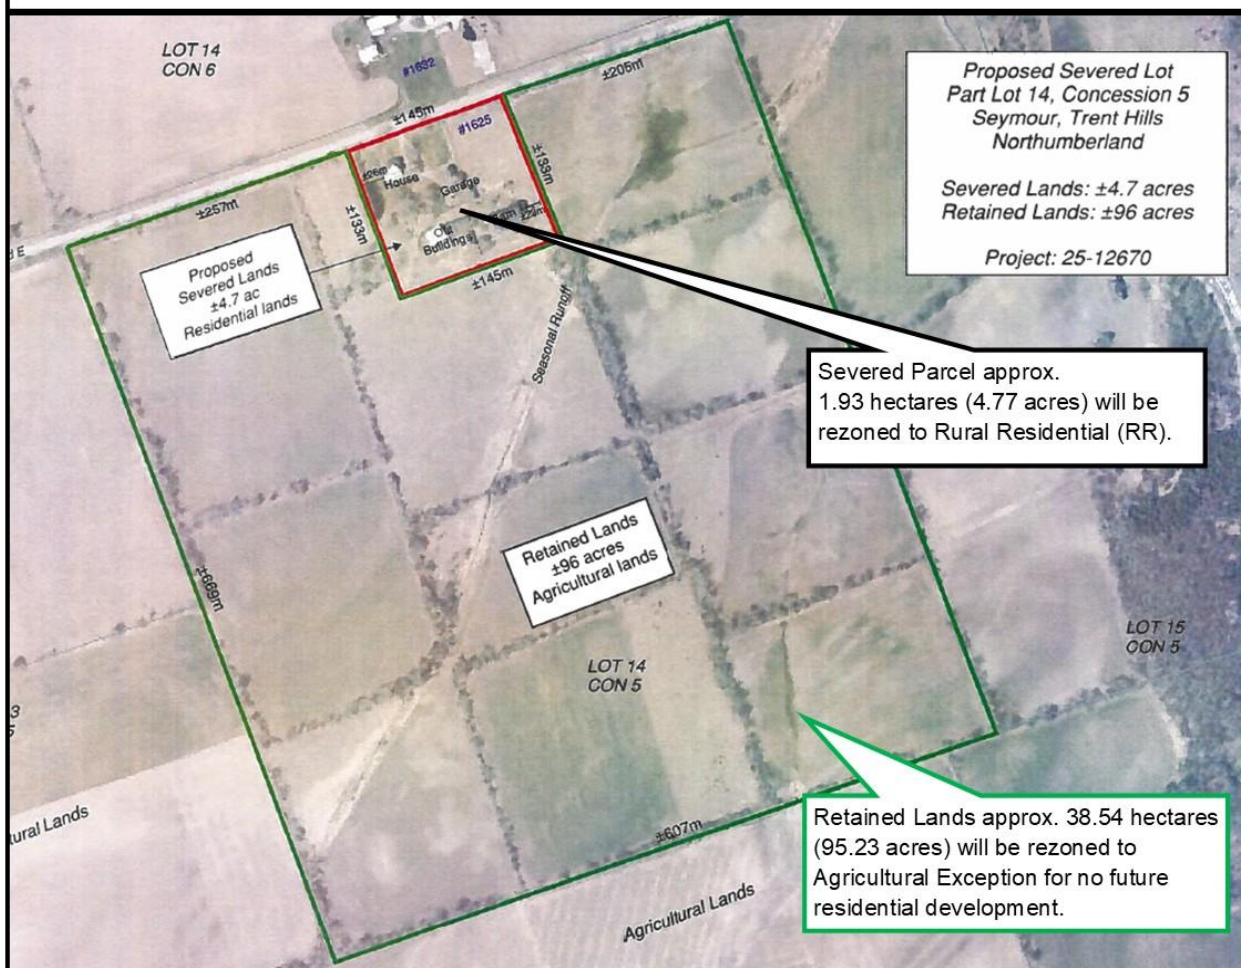 LOT 14
CON 6
#1632
±205m
±145m
#1625
Proposed Severed Lot
Part Lot 14, Concession 5
Seymour, Trent Hills
Northumberland
Severed Lands: ±4.7 acres
Retained Lands: ±96 acres
Project: 25-12670
±26m
House
Garage
±133m
±257m
±133m
Out
Buildings
±145m
Proposed
Severed Lands
±4.7 ac
Residential lands
Seasonal Runoff
Severed Parcel approx.
1.93 hectares (4.77 acres) will be
rezoned to Rural Residential (RR).
Retained Lands
±96 acres
Agricultural lands
±669m
LOT 14
CON 5
LOT 15
CON 5
±607m
Retained Lands approx. 38.54 hectares
(95.23 acres) will be rezoned to
Agricultural Exception for no future
residential development.
tural Lands
Agricultural Lands